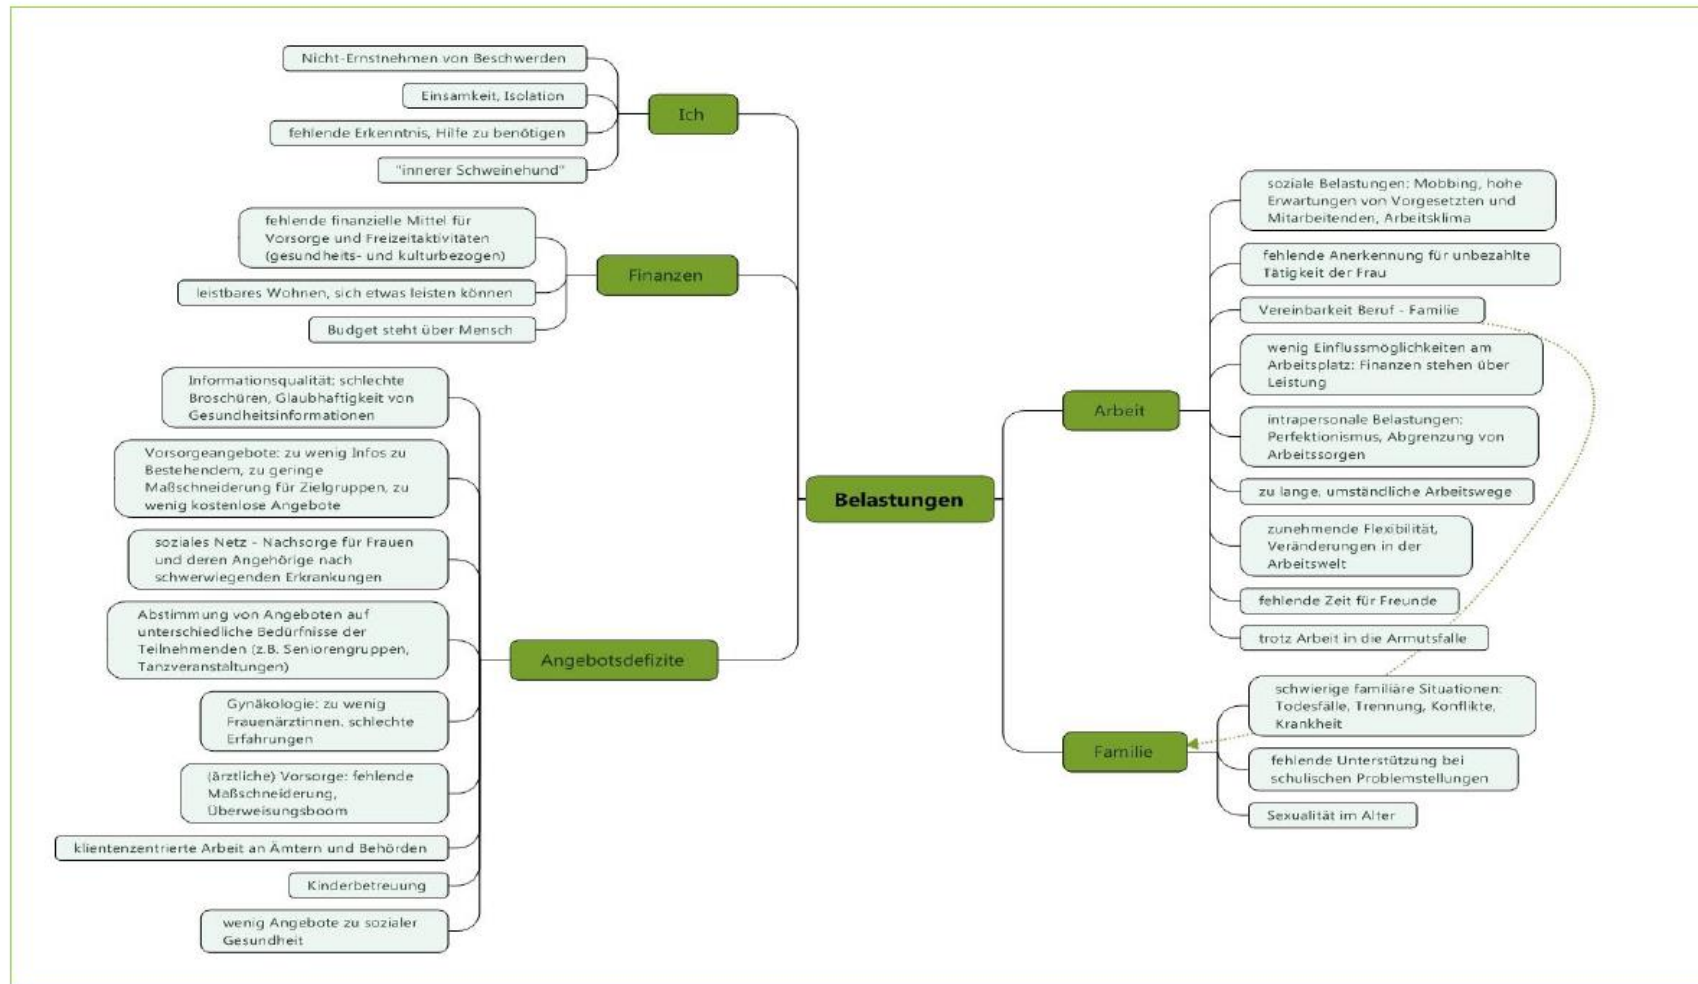 Nicht-Ernstnehmen von Beschwerden
Einsamkeit, Isolation
Ich
fehlende Erkenntnis, Hilfe zu benötigen
"innerer Schweinehund"
fehlende finanzielle Mittel für
Vorsorge und Freizeitaktivitäten
(gesundheits- und kulturbezogen)
Finanzen
leistbares Wohnen, sich etwas leisten können
Budget steht über Mensch
Informationsqualität: schlechte
Broschüren, Glaubhaftigkeit von
Gesundheitsinformationen
Vorsorgeangebote: zu wenig Infos zu
Bestehendem, zu geringe
Maßschneiderung für Zielgruppen, zu
wenig kostenlose Angebote
soziales Netz - Nachsorge für Frauen
und deren Angehörige nach
schwerwiegenden Erkrankungen
Abstimmung von Angeboten auf
unterschiedliche Bedürfnisse der
Teilnehmenden (z.B. Seniorengruppen,
Tanzveranstaltungen)
Angebotsdefizite
Gynäkologie: zu wenig
Frauenärztinnen, schlechte
Erfahrungen
(ärztliche) Vorsorge: fehlende
Maßschneiderung,
Überweisungsboom
klientenzentrierte Arbeit an Ämtern und Behörden
Kinderbetreuung
wenig Angebote zu sozialer
Gesundheit
Belastungen
soziale Belastungen: Mobbing, hohe
Erwartungen von Vorgesetzten und
Mitarbeitenden, Arbeitsklima
fehlende Anerkennung für unbezahlte
Tätigkeit der Frau
Vereinbarkeit Beruf - Familie
wenig Einflussmöglichkeiten am
Arbeitsplatz: Finanzen stehen über
Leistung
Arbeit
intrapersonale Belastungen:
Perfektionismus, Abgrenzung von
Arbeitssorgen
zu lange, umständliche Arbeitswege
zunehmende Flexibilität,
Veränderungen in der
Arbeitswelt
fehlende Zeit für Freunde
trotz Arbeit in die Armutsfalle
schwierige familiäre Situationen:
Todesfälle, Trennung, Konflikte,
Krankheit
Familie
fehlende Unterstützung bei
schulischen Problemstellungen
Sexualität im Alter